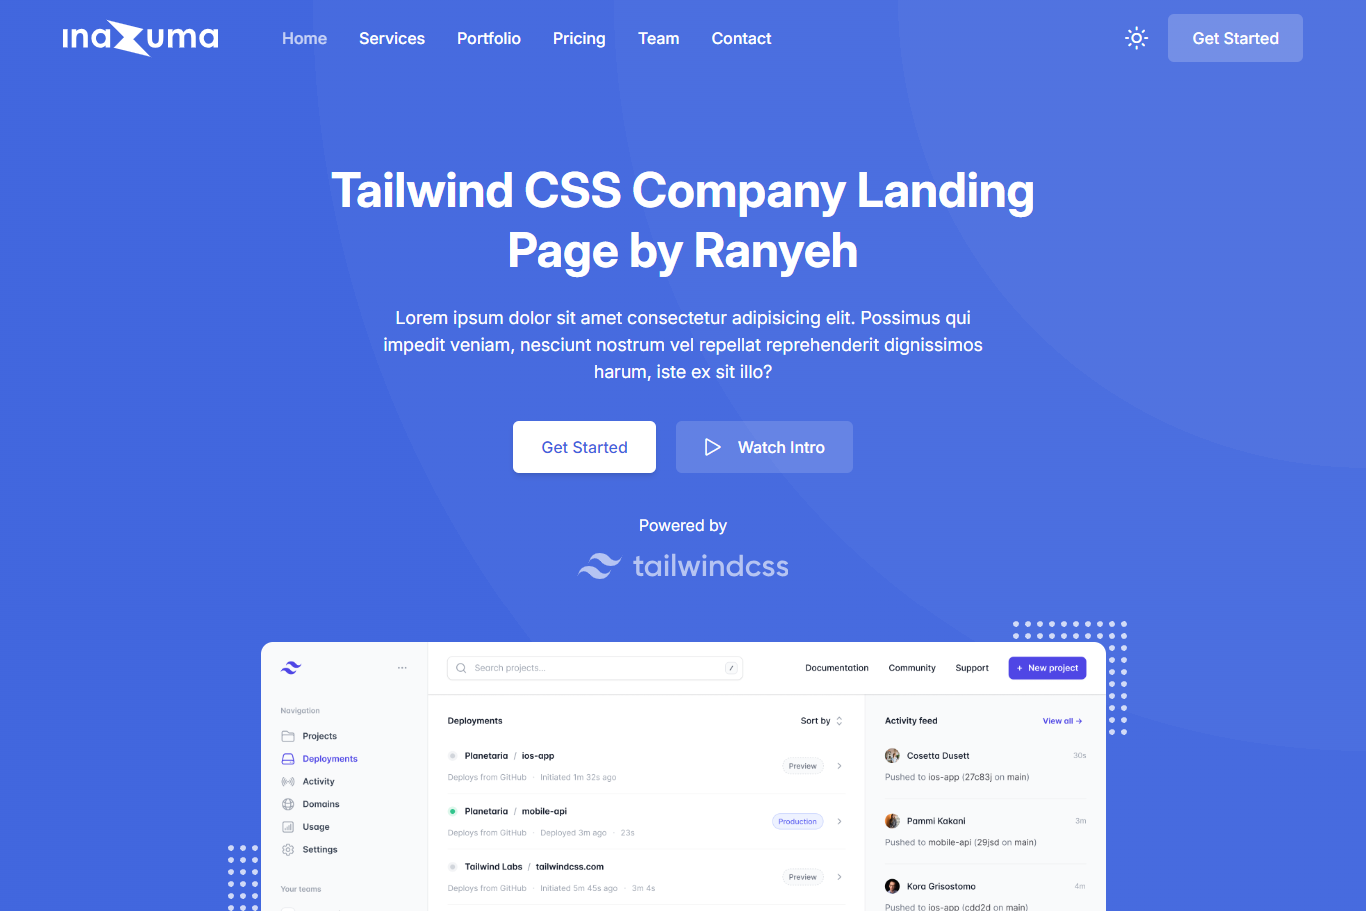 inazuma
Home Services Portfolio Pricing Team Contact
Get Started
Tailwind CSS Company Landing
Page by Ranyeh
Lorem ipsum dolor sit amet consectetur adipisicing elit. Possimus qui
impedit veniam, nesciunt nostrum vel repellat reprehenderit dignissimos
harum, iste ex sit illo?
Get Started
Watch Intro
Powered by
tailwindcss
Search projects...
/
Documentation Community Support
+ New project
Navigation
Projects
Deployments
Activity
Domains
Usage
Settings
Your teams
Deployments
Sort by
Planetaria / ios-app
Deploys from GitHub · Initiated 1m 32s ago
Preview
Planetaria / mobile-api
Deploys from GitHub · Deployed 3m ago · 23s
Production
Tailwind Labs / tailwindcss.com
Deploys from GitHub · Initiated 5m 45s ago · 3m 4s
Preview
Activity feed
View all →
Cosetta Dusett
30s
Pushed to ios-app (27c83j on main)
Pammi Kakani
3m
Pushed to mobile-api (29jsd on main)
Kora Grisostomo
4m
Pushed to ios-app (cdd2d on main)